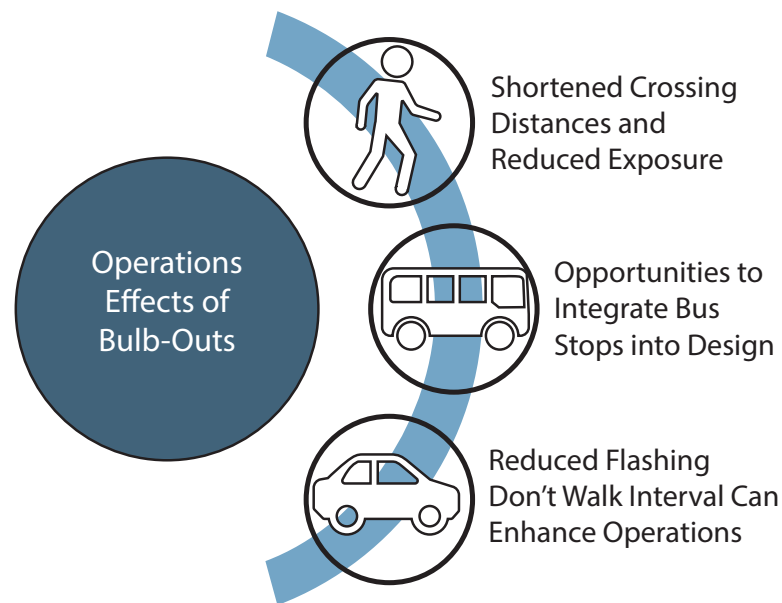 Operations
Effects of
Bulb-Outs
Shortened Crossing
Distances and
Reduced Exposure
Opportunities to
Integrate Bus
Stops into Design
Reduced Flashing
Don’t Walk Interval Can
Enhance Operations